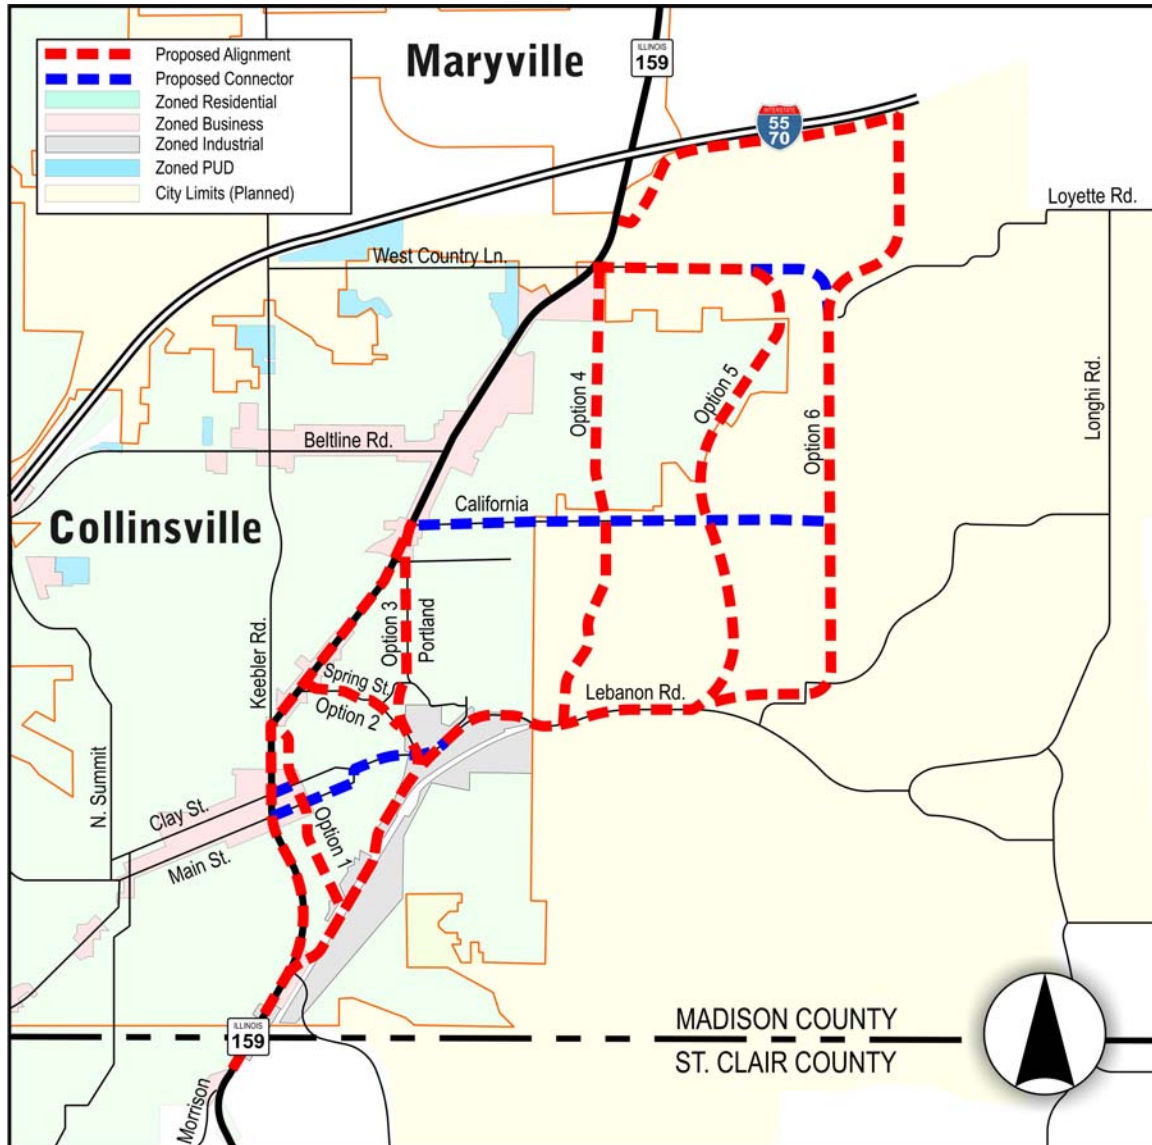 Maryville
ILLINOIS
159
Proposed Alignment
Proposed Connector
Zoned Residential
Zoned Business
Zoned Industrial
Zoned PUD
City Limits (Planned)
INTERSTATE
55
70
Loyette Rd.
West Country Ln.
Option 4
Option 5
Option 6
Longhi Rd.
Beltline Rd.
California
Collinsville
Keebler Rd.
Option 3
Portland
Spring St.
Option 2
Lebanon Rd.
N. Summit
Clay St.
Main St.
Option 1
MADISON COUNTY
ST. CLAIR COUNTY
ILLINOIS
159
Morrison